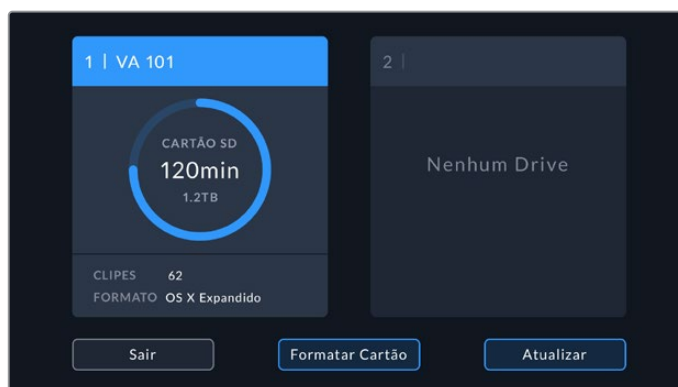 1 | VA 101
CARTÃO SD
120min
1.2TB
CLIPES 62
FORMATO OS X Expandido
2 |
Nenhum Drive
Sair
Formatar Cartão
Atualizar